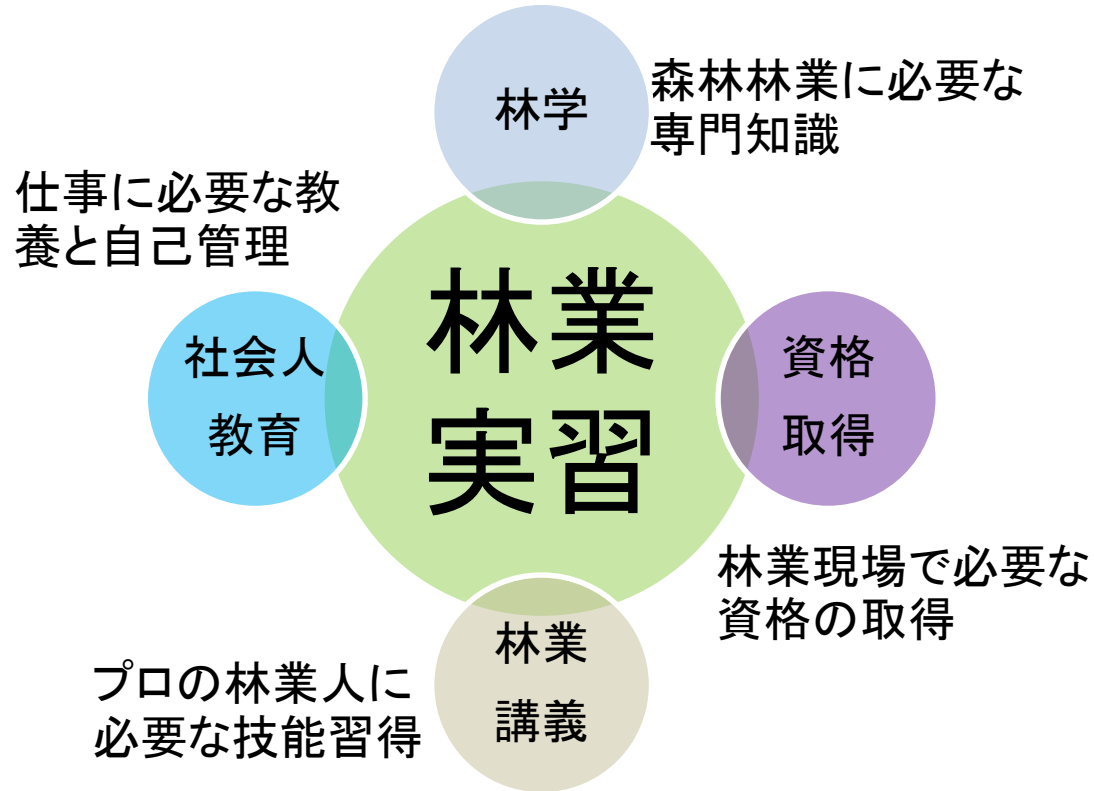 林学
森林林業に必要な
専門知識
仕事に必要な教
養と自己管理
社会人
教育
林業
実習
資格
取得
林業現場で必要な
資格の取得
林業
講義
プロの林業人に
必要な技能習得